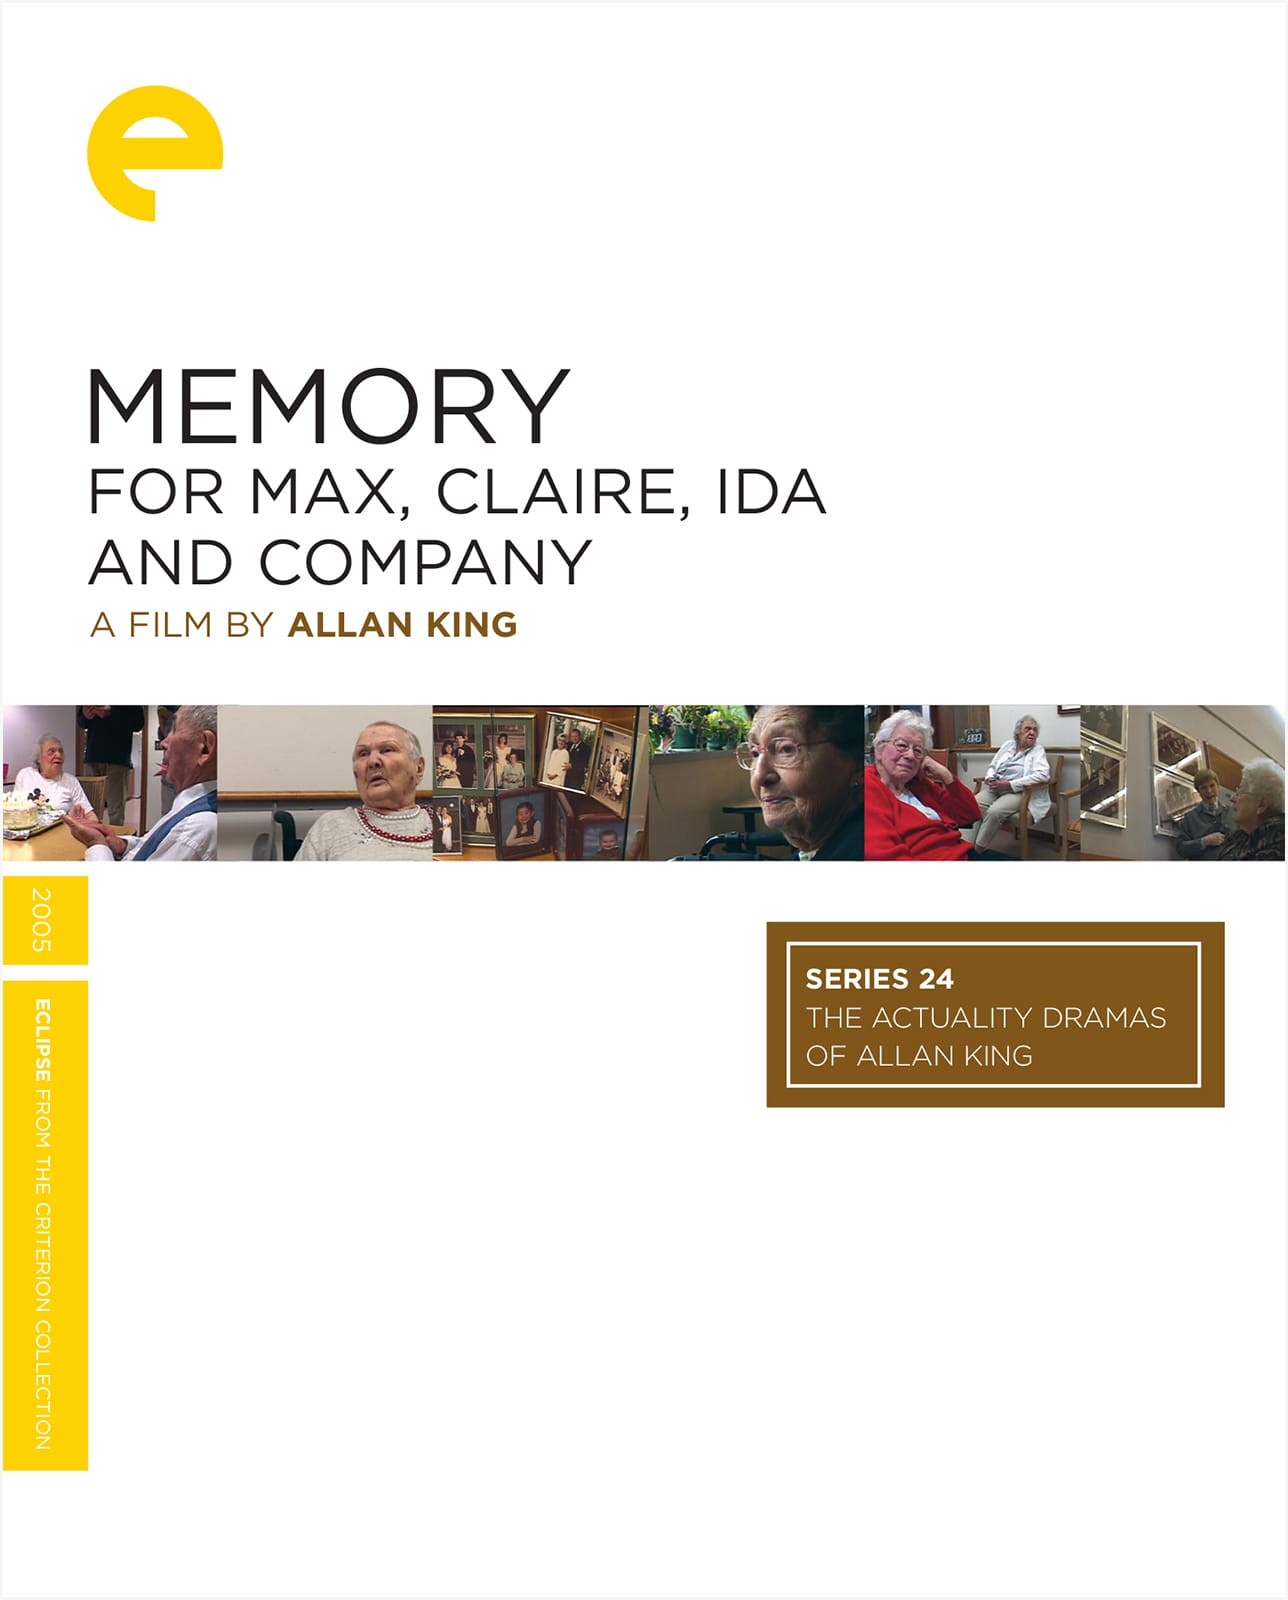 e
MEMORY
FOR MAX, CLAIRE, IDA
AND COMPANY
A FILM BY ALLAN KING
2005
ECLIPSE FROM THE CRITERION COLLECTION
SERIES 24
THE ACTUALITY DRAMAS
OF ALLAN KING